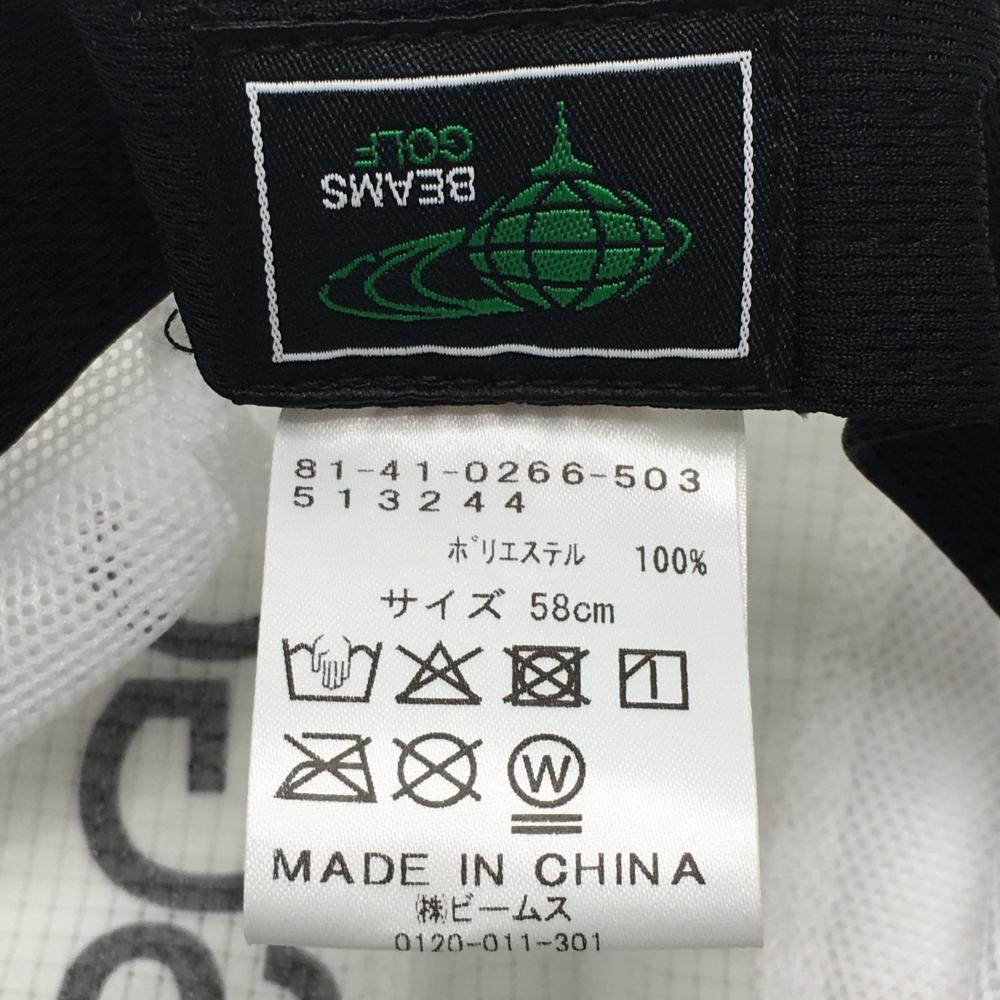 BEAMS
GOLF
81-41-0266-503
513244
ポリエステル 100%
サイズ 58cm
W
MADE IN CHINA
㈱ビームス
0120-011-301